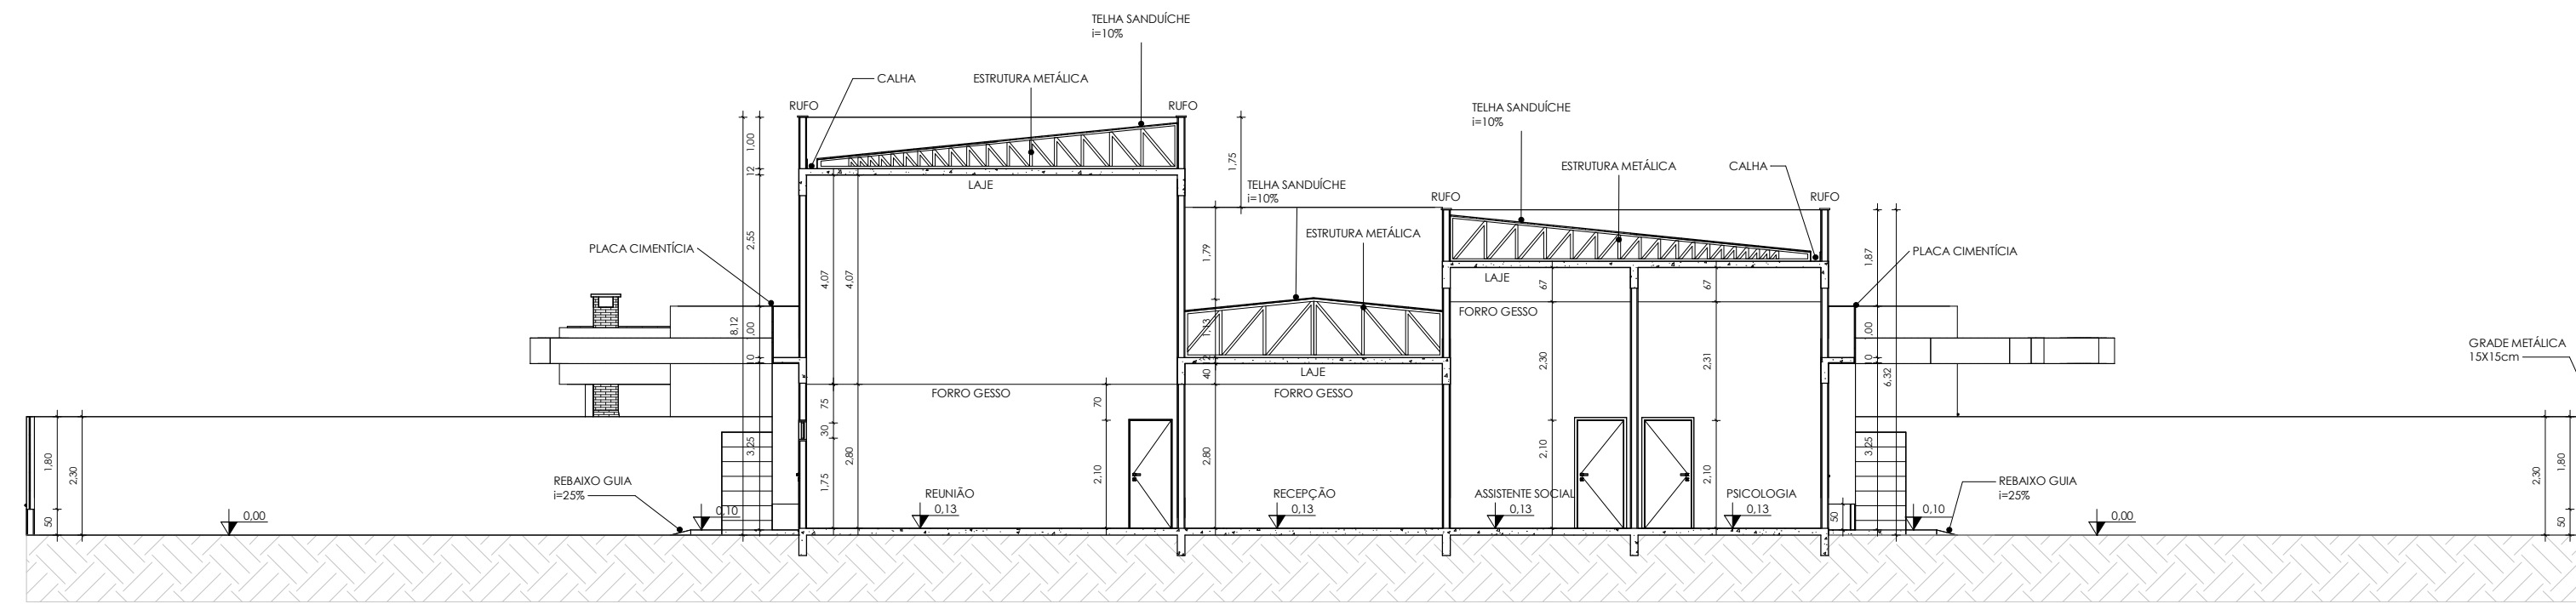 TELHA SANDUÍCHE
i=10%
CALHA
ESTRUTURA METÁLICA
RUFO
RUFO
TELHA SANDUÍCHE
i=10%
1,00
12
1,75
ESTRUTURA METÁLICA
CALHA
LAJE
TELHA SANDUÍCHE
i=10%
RUFO
RUFO
PLACA CIMENTÍCIA
2,55
4,07
4,07
1,79
ESTRUTURA METÁLICA
LAJE
67
67
1,87
PLACA CIMENTÍCIA
FORRO GESSO
8,12
1,00
1,13
1,00
GRADE METÁLICA
15X15cm
2,30
2,31
6,32
40
LAJE
FORRO GESSO
FORRO GESSO
75
70
30
3,25
2,80
1,75
2,10
2,80
2,10
2,10
3,25
1,80
2,30
50
2,30
1,80
50
REBAIXO GUIA
i=25%
REBAIXO GUIA
i=25%
REUNIÃO
0,13
RECEPÇÃO
0,13
ASSISTENTE SOCIAL
0,13
PSICOLOGIA
0,13
50
0,00
0,10
0,10
0,00